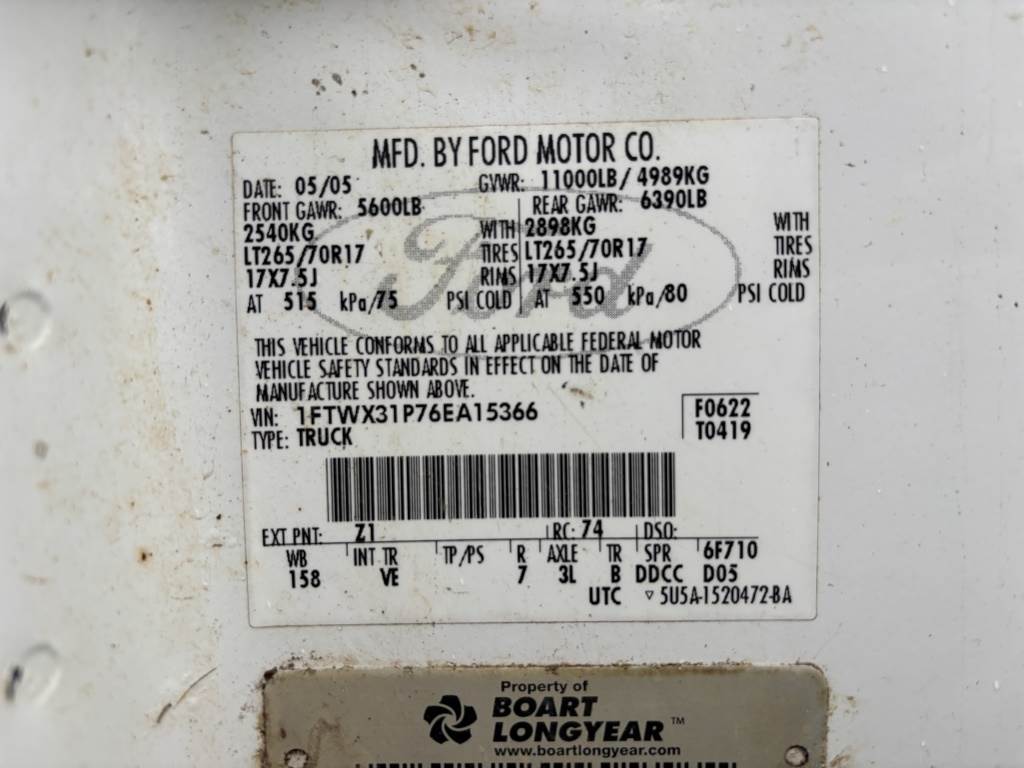 MFD. BY FORD MOTOR CO.
DATE: 05/05 GVWR: 11000LB/ 4989KG
FRONT GAWR: 5600LB REAR GAWR: 6390LB
2540KG WITH 2898KG WITH
LT265/70R17 TIRES LT265/70R17 TIRES
17X7.5J RIMS 17X7.5J RIMS
AT 515 kPa/75 PSI COLD AT 550 kPa/80 PSI COLD
Ford
THIS VEHICLE CONFORMS TO ALL APPLICABLE FEDERAL MOTOR
VEHICLE SAFETY STANDARDS IN EFFECT ON THE DATE OF
MANUFACTURE SHOWN ABOVE.
VIN: 1FTWX31P76EA15366 F0622
TYPE: TRUCK T0419
EXT PNT: Z1 RC: 74 DSO:
WB INT TR TP/PS R AXLE TR SPR 6F710
158 VE 7 3L B DDCC D05
UTC ▽ 5U5A-1520472-BA
Property of
BOART
LONGYEAR™
www.boartlongyear.com